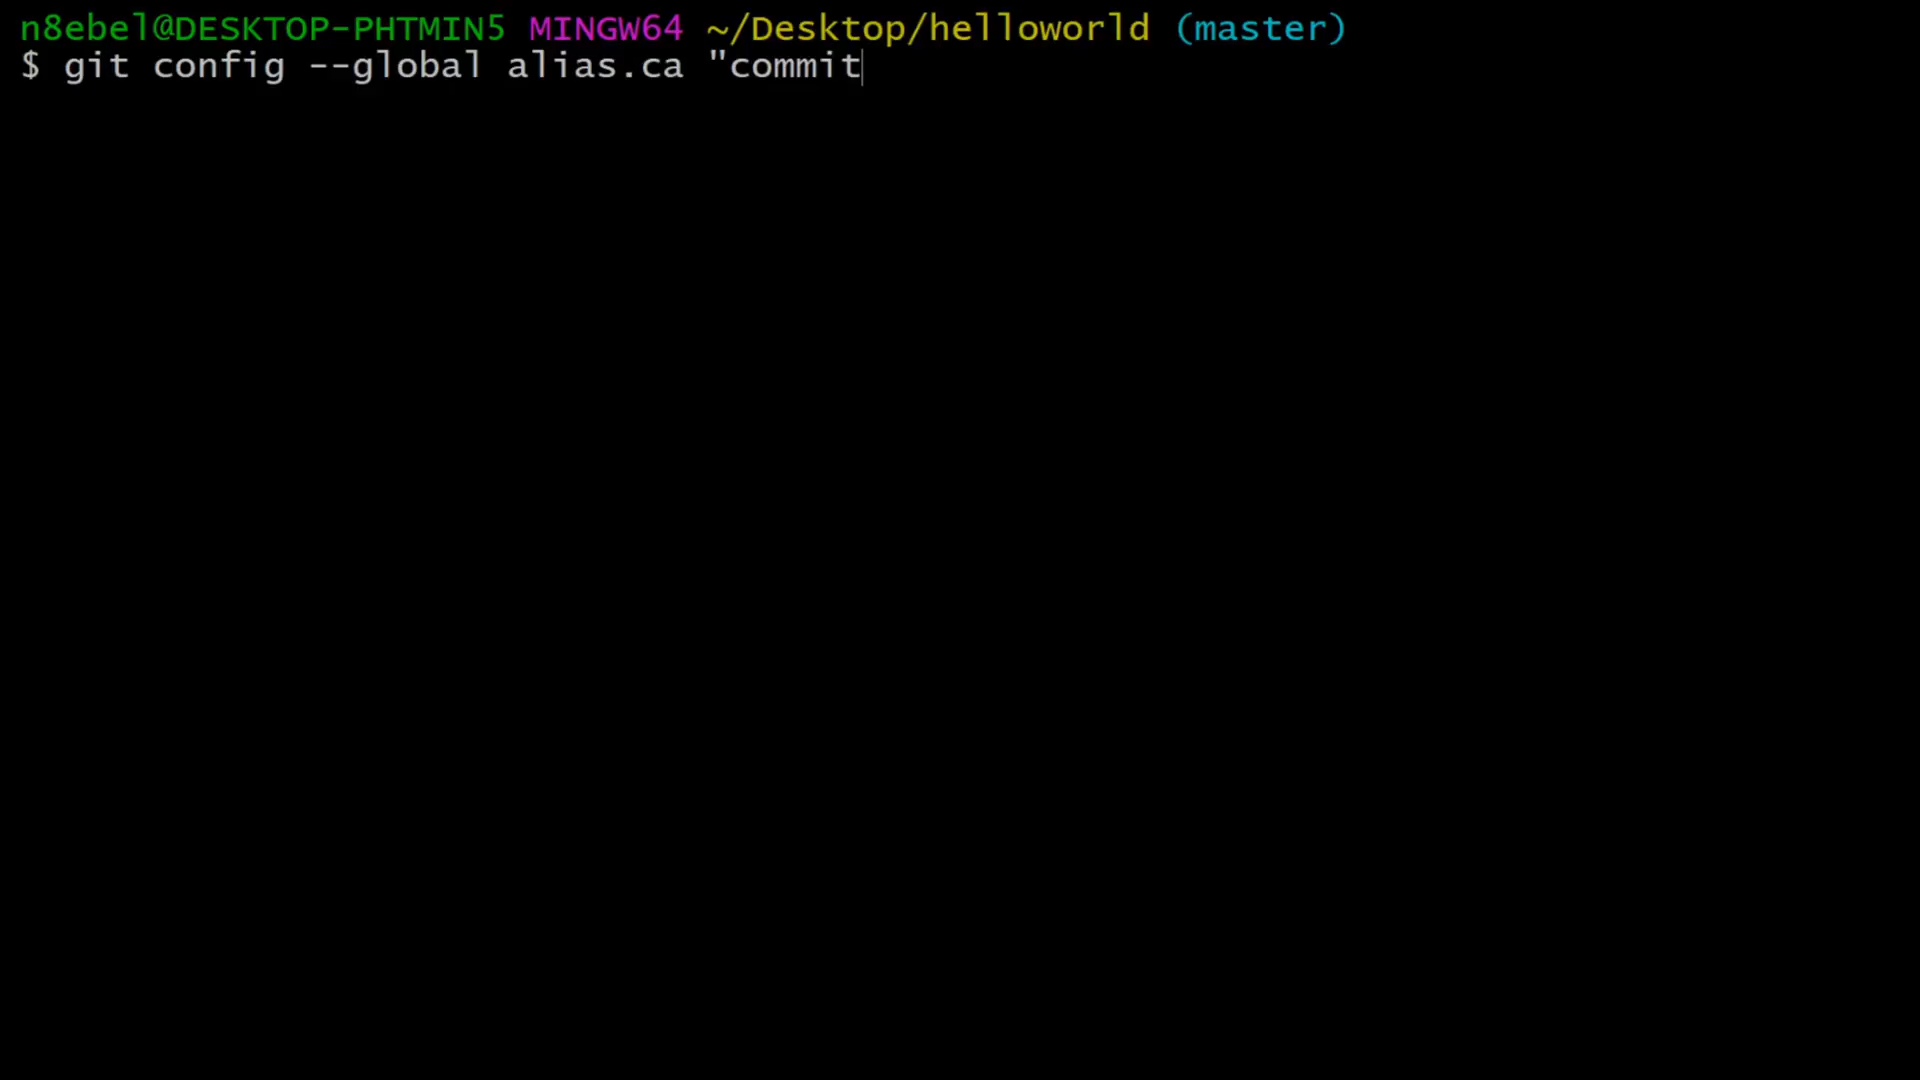 n8ebel@DESKTOP-PHTMIN5 MINGW64 ~/Desktop/helloworld (master)
$ git config --global alias.ca "commit